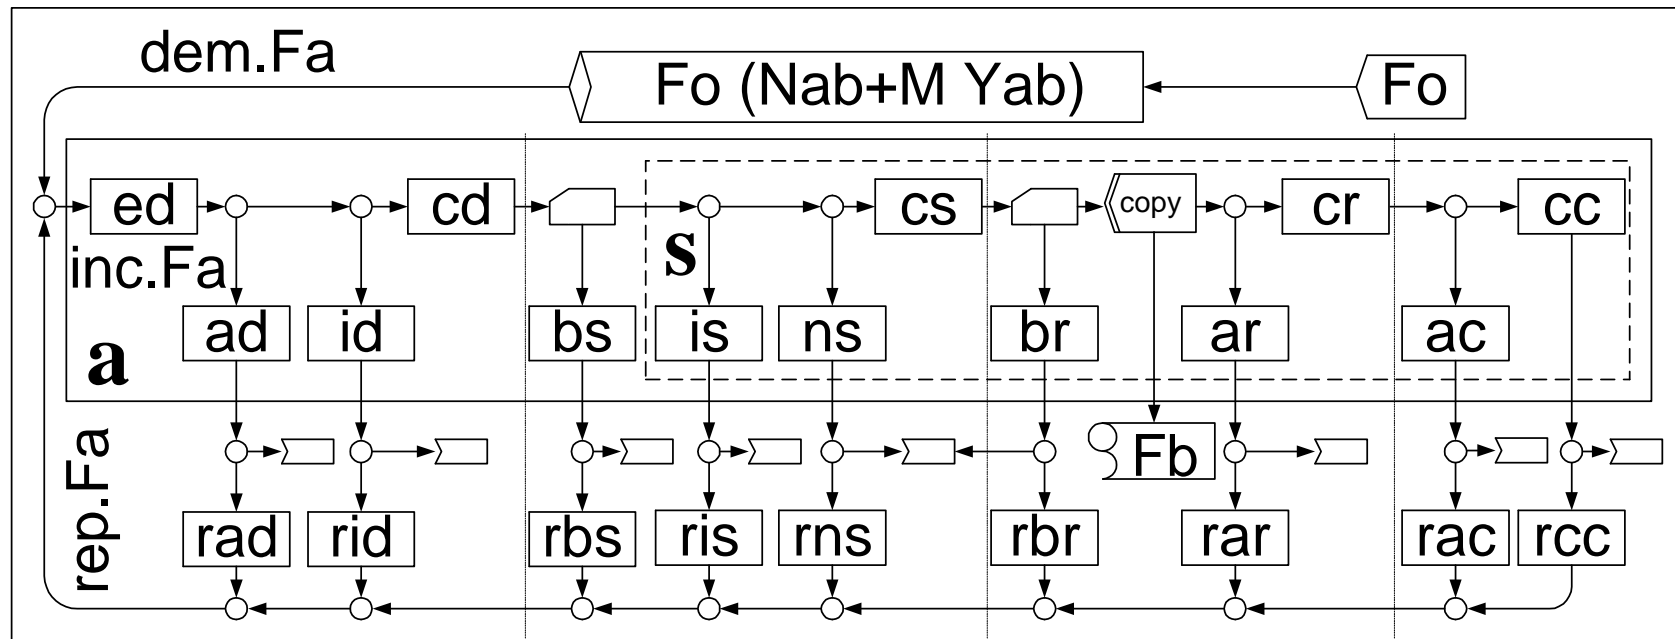 dem.Fa
Fo (Nab+M Yab)
Fo
ed
cd
cs
copy
cr
cc
inc.Fa
s
ad
id
bs
is
ns
br
ar
ac
a
Fb
rep.Fa
rad
rid
rbs
ris
rns
rbr
rar
rac
rcc